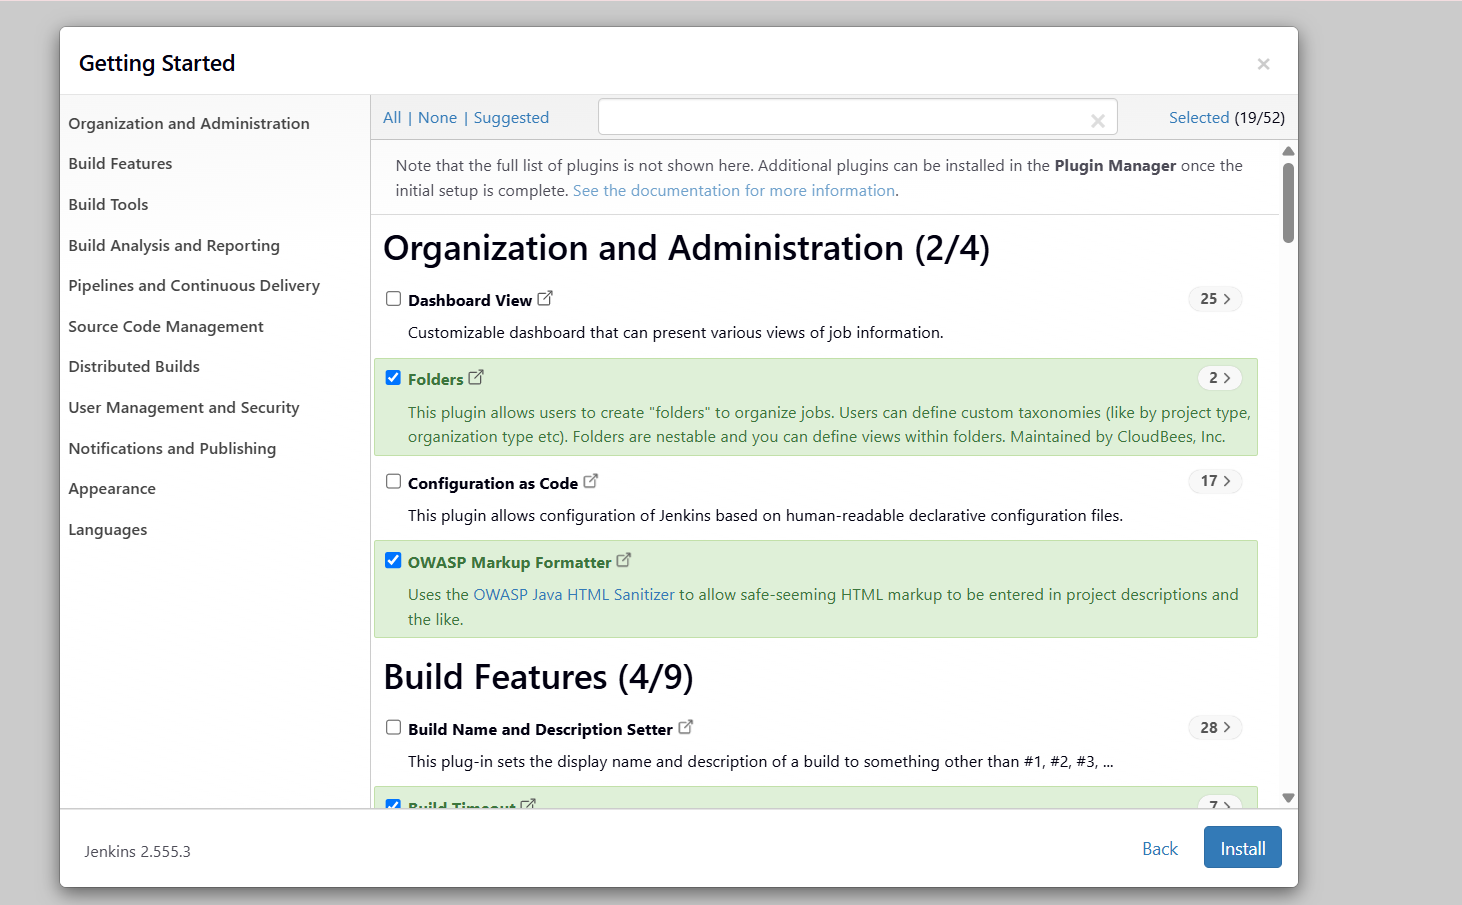 Getting Started
×
Organization and Administration
Build Features
Build Tools
Build Analysis and Reporting
Pipelines and Continuous Delivery
Source Code Management
Distributed Builds
User Management and Security
Notifications and Publishing
Appearance
Languages
All | None | Suggested
×
Selected (19/52)
Note that the full list of plugins is not shown here. Additional plugins can be installed in the Plugin Manager once the
initial setup is complete. See the documentation for more information.
Organization and Administration (2/4)
Dashboard View
25 >
Customizable dashboard that can present various views of job information.
Folders
2 >
This plugin allows users to create "folders" to organize jobs. Users can define custom taxonomies (like by project type,
organization type etc). Folders are nestable and you can define views within folders. Maintained by CloudBees, Inc.
Configuration as Code
17 >
This plugin allows configuration of Jenkins based on human-readable declarative configuration files.
OWASP Markup Formatter
Uses the OWASP Java HTML Sanitizer to allow safe-seeming HTML markup to be entered in project descriptions and
the like.
Build Features (4/9)
Build Name and Description Setter
28 >
This plug-in sets the display name and description of a build to something other than #1, #2, #3, ...
Build Timeout
7 >
Jenkins 2.555.3
Back
Install